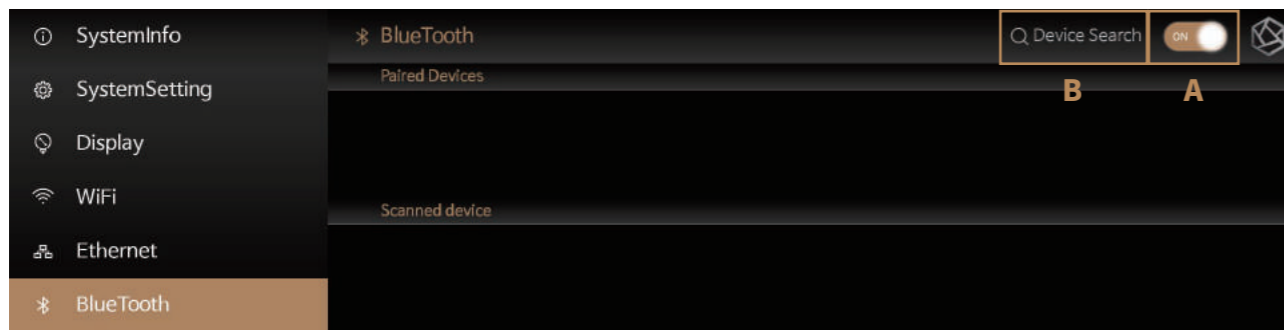 SystemInfo
SystemSetting
Display
WiFi
Ethernet
BlueTooth
BlueTooth
Device Search
ON
B
A
Paired Devices
Scanned device